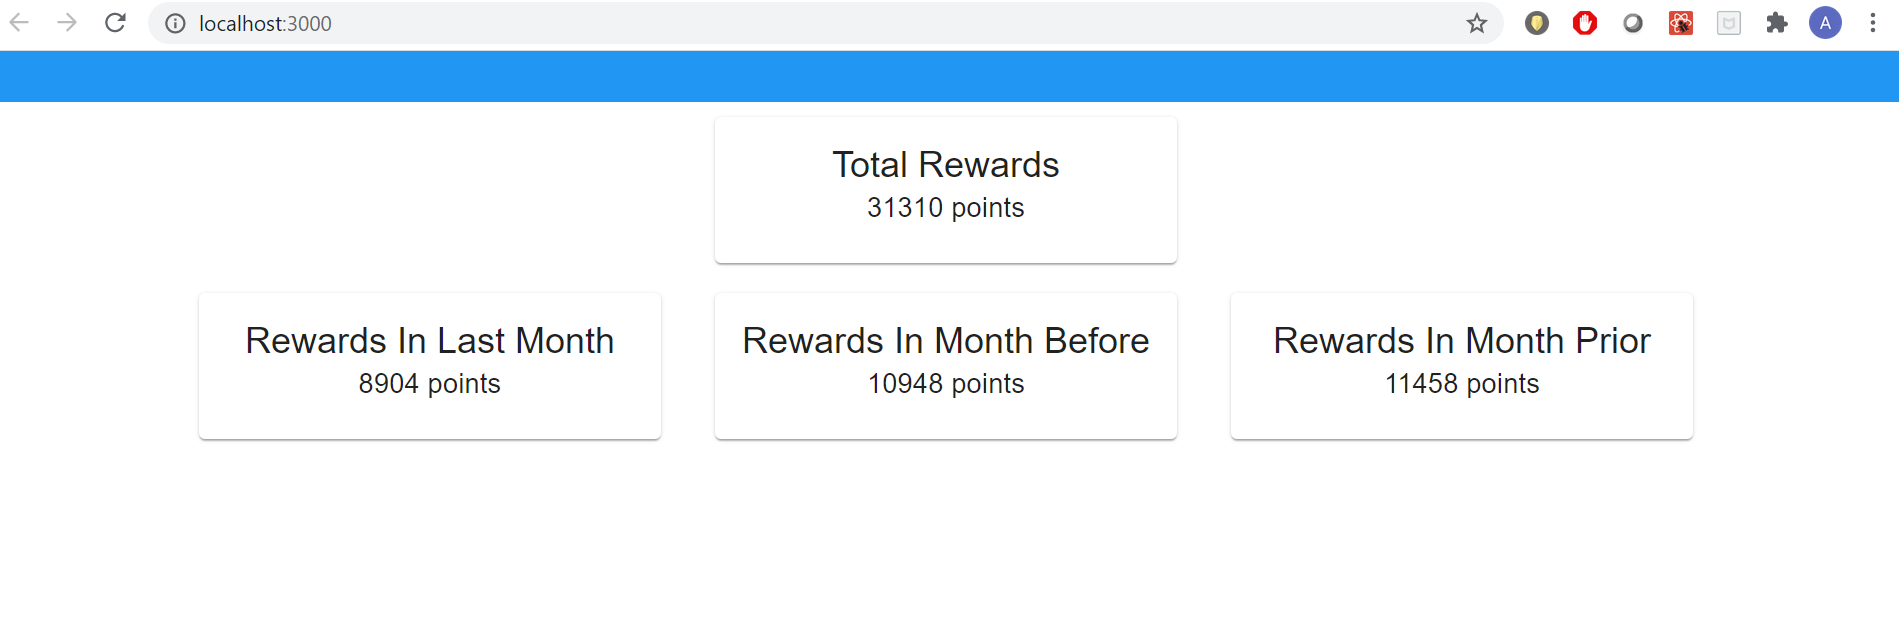 localhost:3000
A
Total Rewards
31310 points
Rewards In Last Month
8904 points
Rewards In Month Before
10948 points
Rewards In Month Prior
11458 points